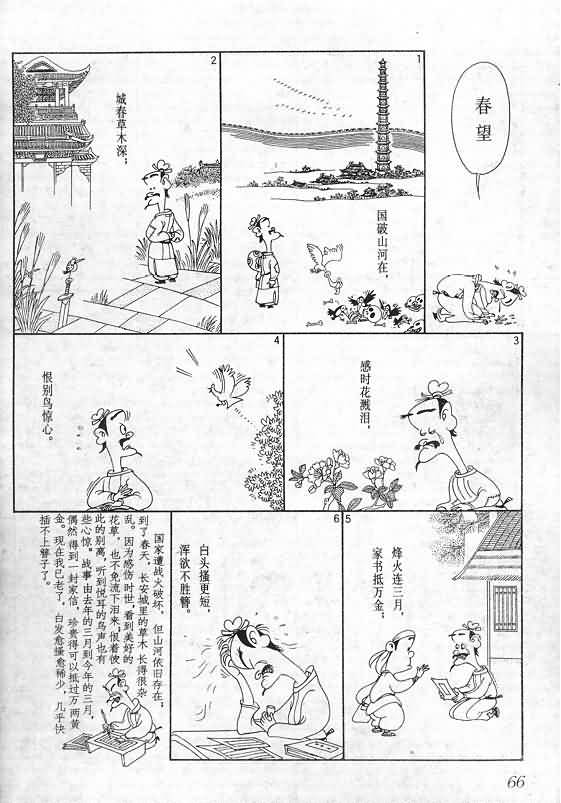 春望
1
国破山河在，
2
城春草木深；
3
感时花溅泪，
4
恨别鸟惊心。
5
烽火连三月，
家书抵万金；
6
白头搔更短，
浑欲不胜簪。
国家遭战火破坏，但山河依旧存在；
到了春天，长安城里的草木长得很杂
乱。因为感伤时世，看到美好的
花草，也不免流下泪来，恨着彼
此的别离，听到悦耳的鸟声也有
些心惊。战事由去年的三月到今年的三月，
偶然得到一封家信，珍贵得可以抵过万两黄
金。现在我已老了，白发愈搔愈稀少，几乎快
插不上簪子了。
66